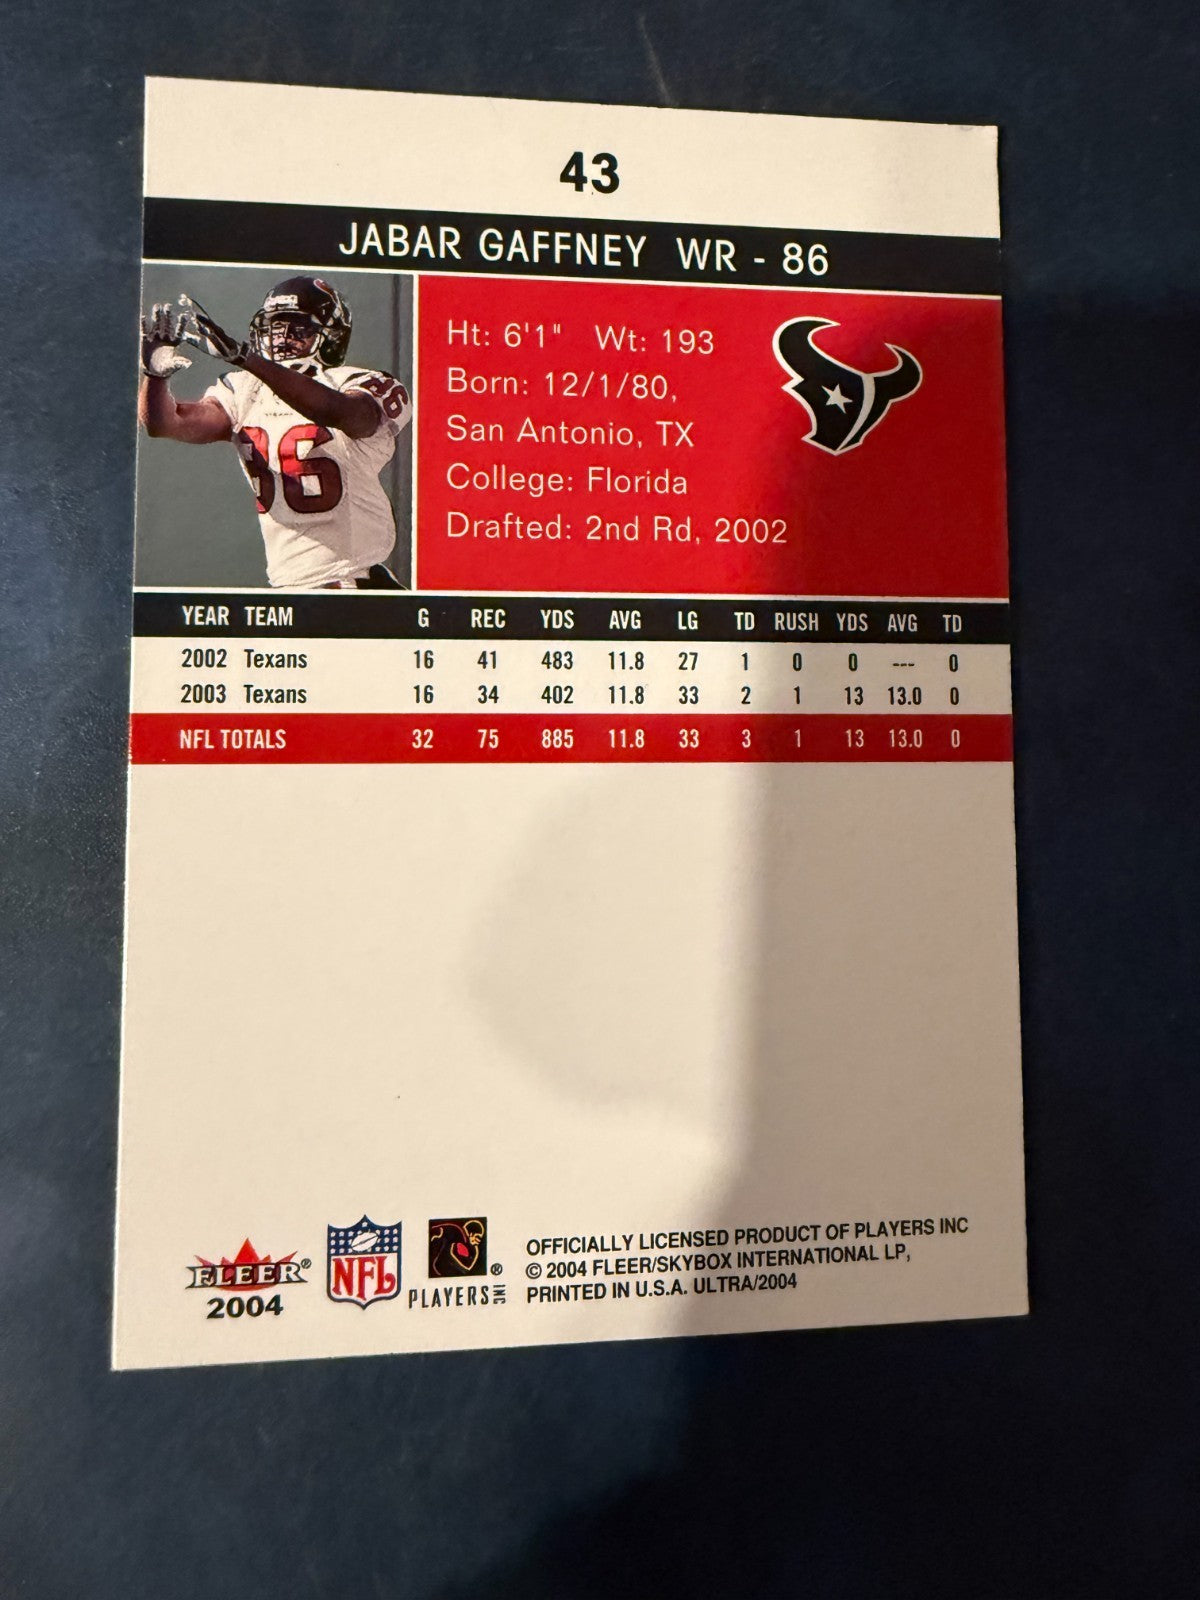 43
JABAR GAFFNEY WR - 86
Ht: 6'1" Wt: 193
Born: 12/1/80,
San Antonio, TX
College: Florida
Drafted: 2nd Rd, 2002
86
86
YEAR TEAM G REC YDS AVG LG TD RUSH YDS AVG TD
2002 Texans 16 41 483 11.8 27 1 0 0 --- 0
2003 Texans 16 34 402 11.8 33 2 1 13 13.0 0
NFL TOTALS 32 75 885 11.8 33 3 1 13 13.0 0
FLEER®
2004
NFL
®
PLAYERS INC
OFFICIALLY LICENSED PRODUCT OF PLAYERS INC
© 2004 FLEER/SKYBOX INTERNATIONAL LP,
PRINTED IN U.S.A. ULTRA/2004